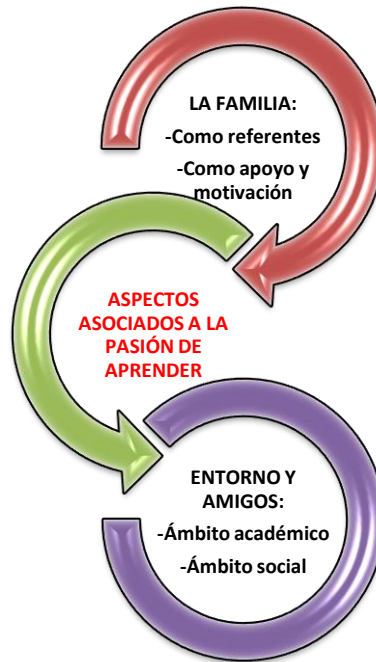 LA FAMILIA:
-Como referentes
-Como apoyo y
motivación
ASPECTOS
ASOCIADOS A LA
PASIÓN DE
APRENDER
ENTORNO Y
AMIGOS:
-Ámbito académico
-Ámbito social